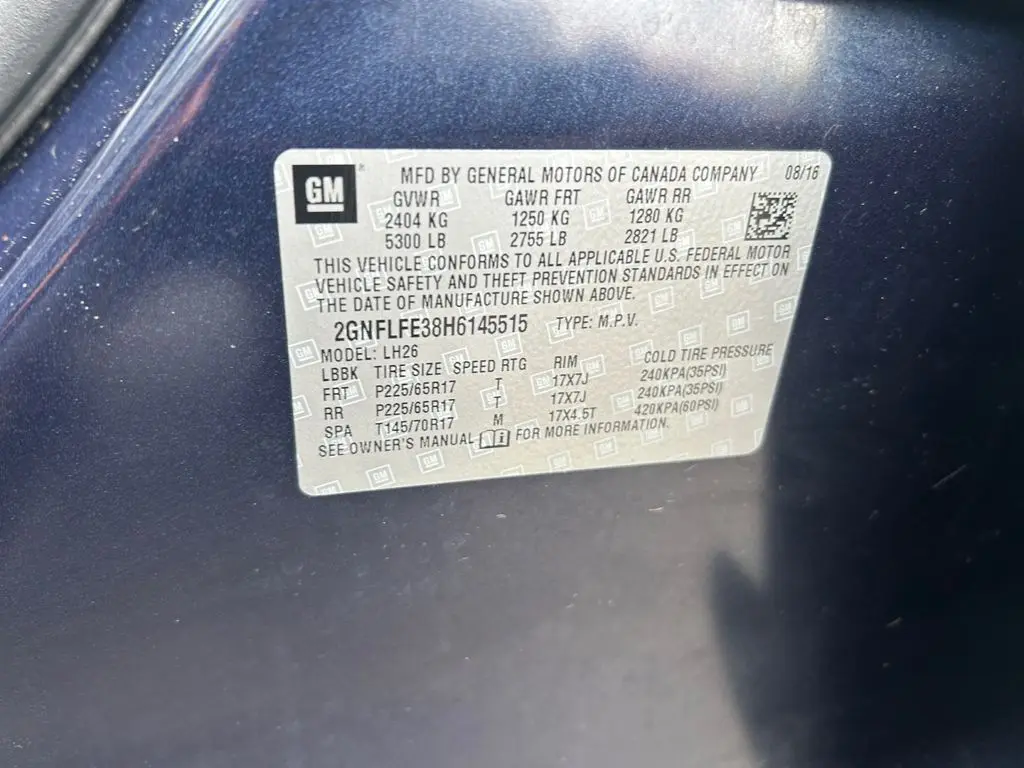 GM
MFD BY GENERAL MOTORS OF CANADA COMPANY 08/16
GVWR GAWR FRT GAWR RR
2404 KG 1250 KG 1280 KG
5300 LB 2755 LB 2821 LB
THIS VEHICLE CONFORMS TO ALL APPLICABLE U.S. FEDERAL MOTOR
VEHICLE SAFETY AND THEFT PREVENTION STANDARDS IN EFFECT ON
THE DATE OF MANUFACTURE SHOWN ABOVE.
2GNFLFE38H6145515 TYPE: M.P.V.
MODEL: LH26
LBBK TIRE SIZE SPEED RTG RIM COLD TIRE PRESSURE
FRT P225/65R17 T 17X7J 240KPA(35PSI)
RR P225/65R17 T 17X7J 240KPA(35PSI)
SPA T145/70R17 M 17X4.5T 420KPA(60PSI)
SEE OWNER'S MANUAL FOR MORE INFORMATION.